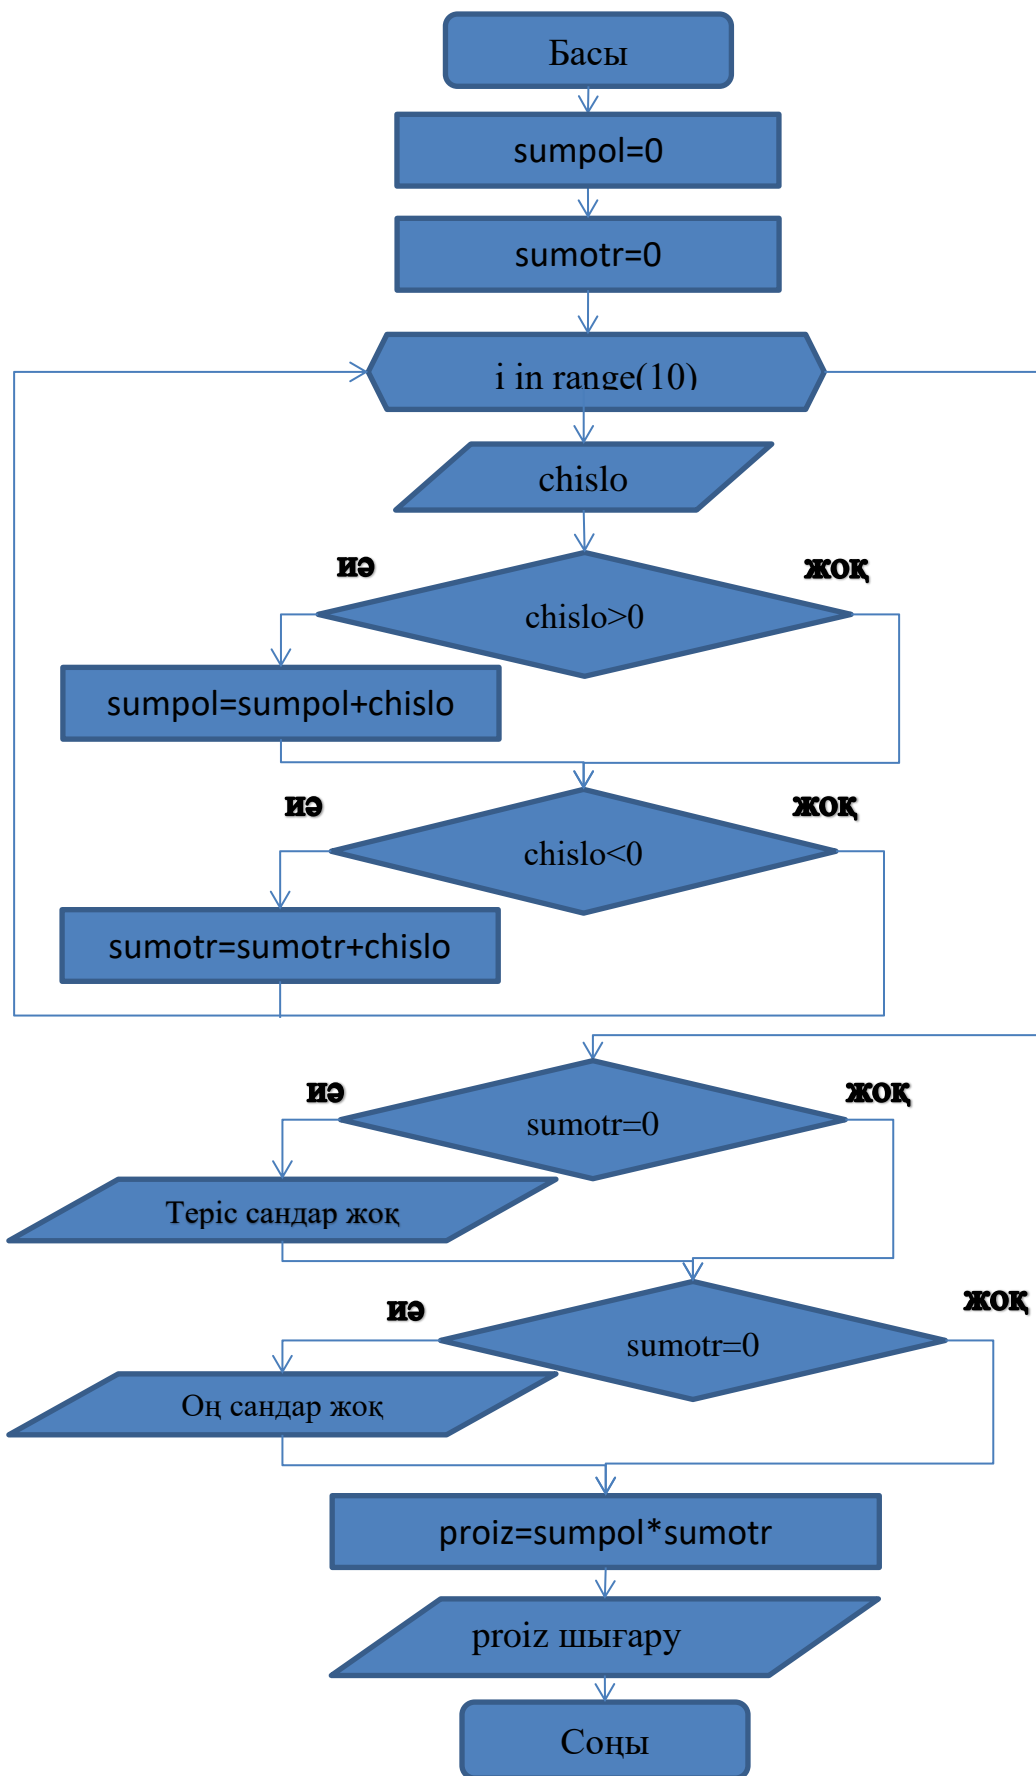 Басы
sumpol=0
sumotr=0
i in range(10)
chislo
иә
жоқ
chislo>0
sumpol=sumpol+chislo
иә
жоқ
chislo<0
sumotr=sumotr+chislo
иә
жоқ
sumotr=0
Теріс сандар жоқ
иә
жоқ
sumotr=0
Оң сандар жоқ
proiz=sumpol*sumotr
proiz шығару
Соңы